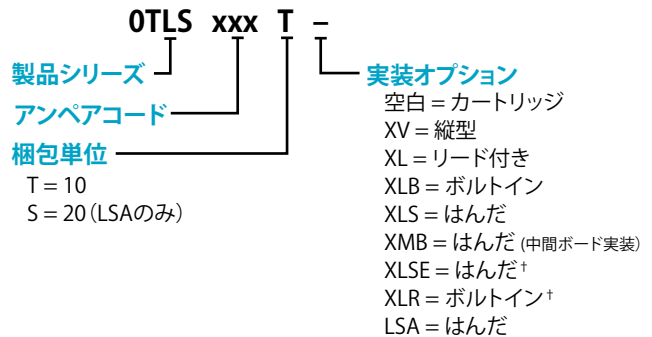 0TLS xxx T –
製品シリーズ
アンペアコード
梱包単位
T = 10
S = 20 (LSAのみ)
実装オプション
空白 = カートリッジ
XV = 縦型
XL = リード付き
XLB = ボルトイン
XLS = はんだ
XMB = はんだ (中間ボード実装)
XLSE = はんだ†
XLR = ボルトイン†
LSA = はんだ